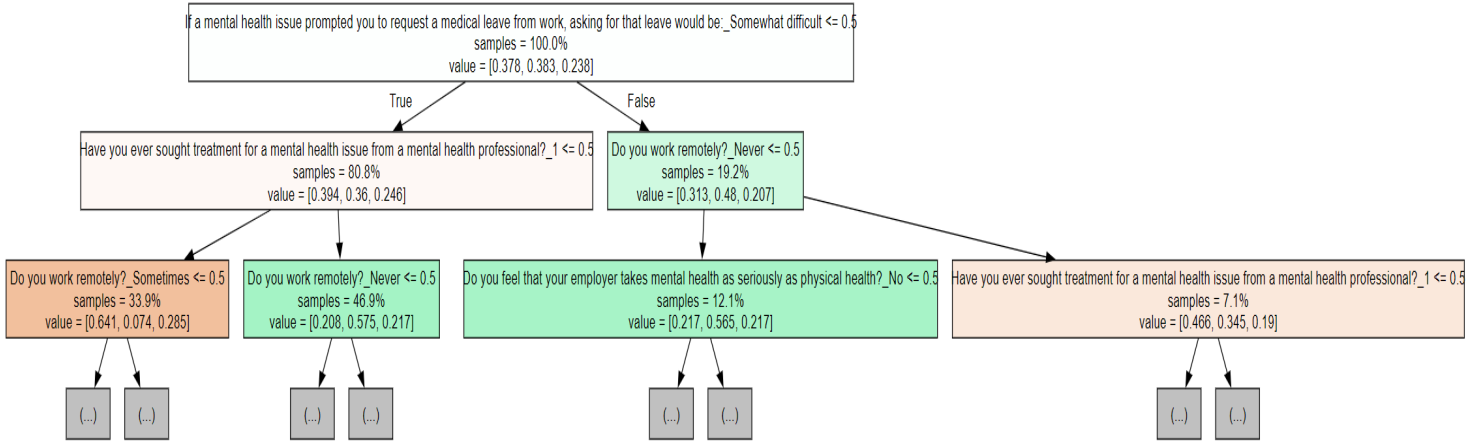 If a mental health issue prompted you to request a medical leave from work, asking for that leave would be:_Somewhat difficult <= 0.5
samples = 100.0%
value = [0.378, 0.383, 0.238]
True
False
Have you ever sought treatment for a mental health issue from a mental health professional?_1 <= 0.5
samples = 80.8%
value = [0.394, 0.36, 0.246]
Do you work remotely?_Never <= 0.5
samples = 19.2%
value = [0.313, 0.48, 0.207]
Do you work remotely?_Sometimes <= 0.5
samples = 33.9%
value = [0.641, 0.074, 0.285]
Do you work remotely?_Never <= 0.5
samples = 46.9%
value = [0.208, 0.575, 0.217]
Do you feel that your employer takes mental health as seriously as physical health?_No <= 0.5
samples = 12.1%
value = [0.217, 0.565, 0.217]
Have you ever sought treatment for a mental health issue from a mental health professional?_1 <= 0.5
samples = 7.1%
value = [0.466, 0.345, 0.19]
(...)
(...)
(...)
(...)
(...)
(...)
(...)
(...)